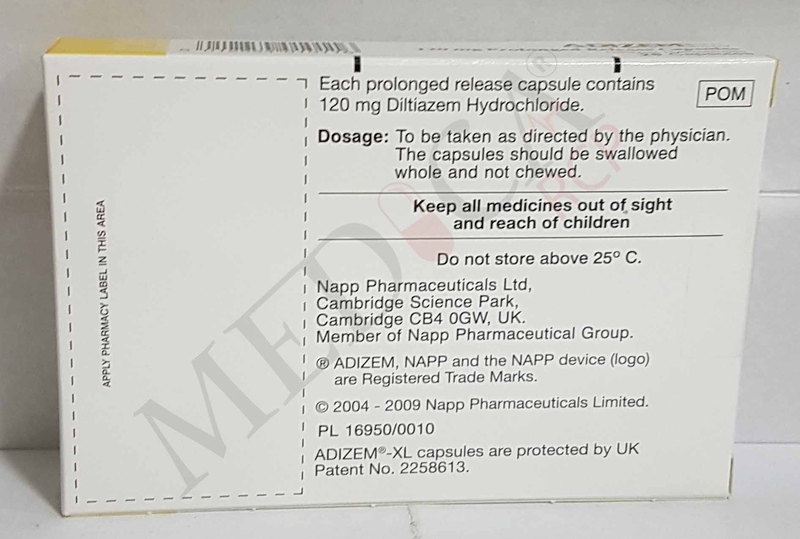 ADIZEM
Each prolonged release capsule contains
120 mg Diltiazem Hydrochloride.
POM
Dosage: To be taken as directed by the physician.
The capsules should be swallowed
whole and not chewed.
Keep all medicines out of sight
and reach of children
Do not store above 25º C.
Napp Pharmaceuticals Ltd,
Cambridge Science Park,
Cambridge CB4 0GW, UK.
Member of Napp Pharmaceutical Group.
® ADIZEM, NAPP and the NAPP device (logo)
are Registered Trade Marks.
© 2004 - 2009 Napp Pharmaceuticals Limited.
PL 16950/0010
ADIZEM®-XL capsules are protected by UK
Patent No. 2258613.
APPLY PHARMACY LABEL IN THIS AREA
MEDICA®
RCP